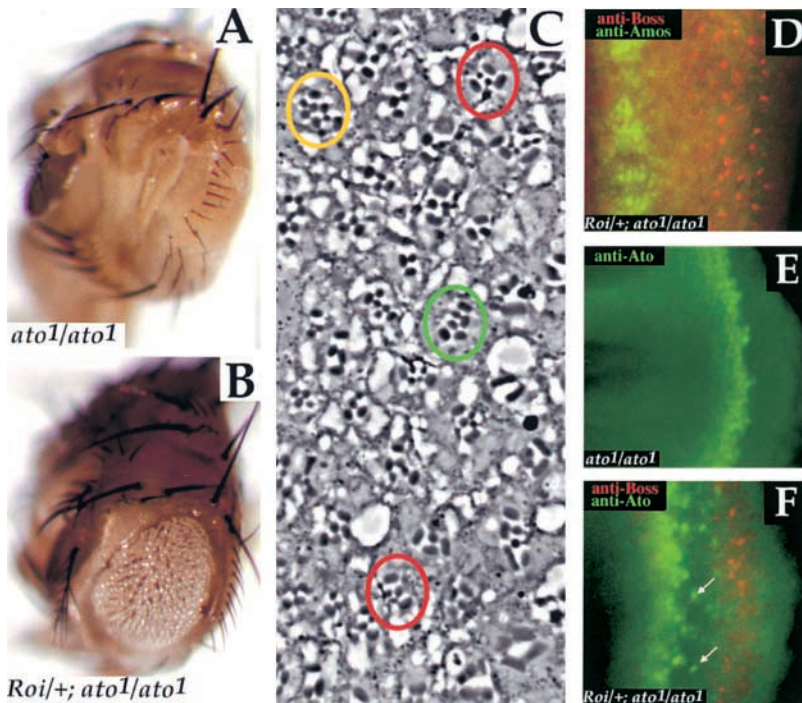 A
ato1/ato1
B
Roi/+; ato1/ato1
C
anti-Boss
anti-Amos
D
Roi/+; ato1/ato1
anti-Ato
E
ato1/ato1
anti-Boss
anti-Ato
F
Roi/+; ato1/ato1